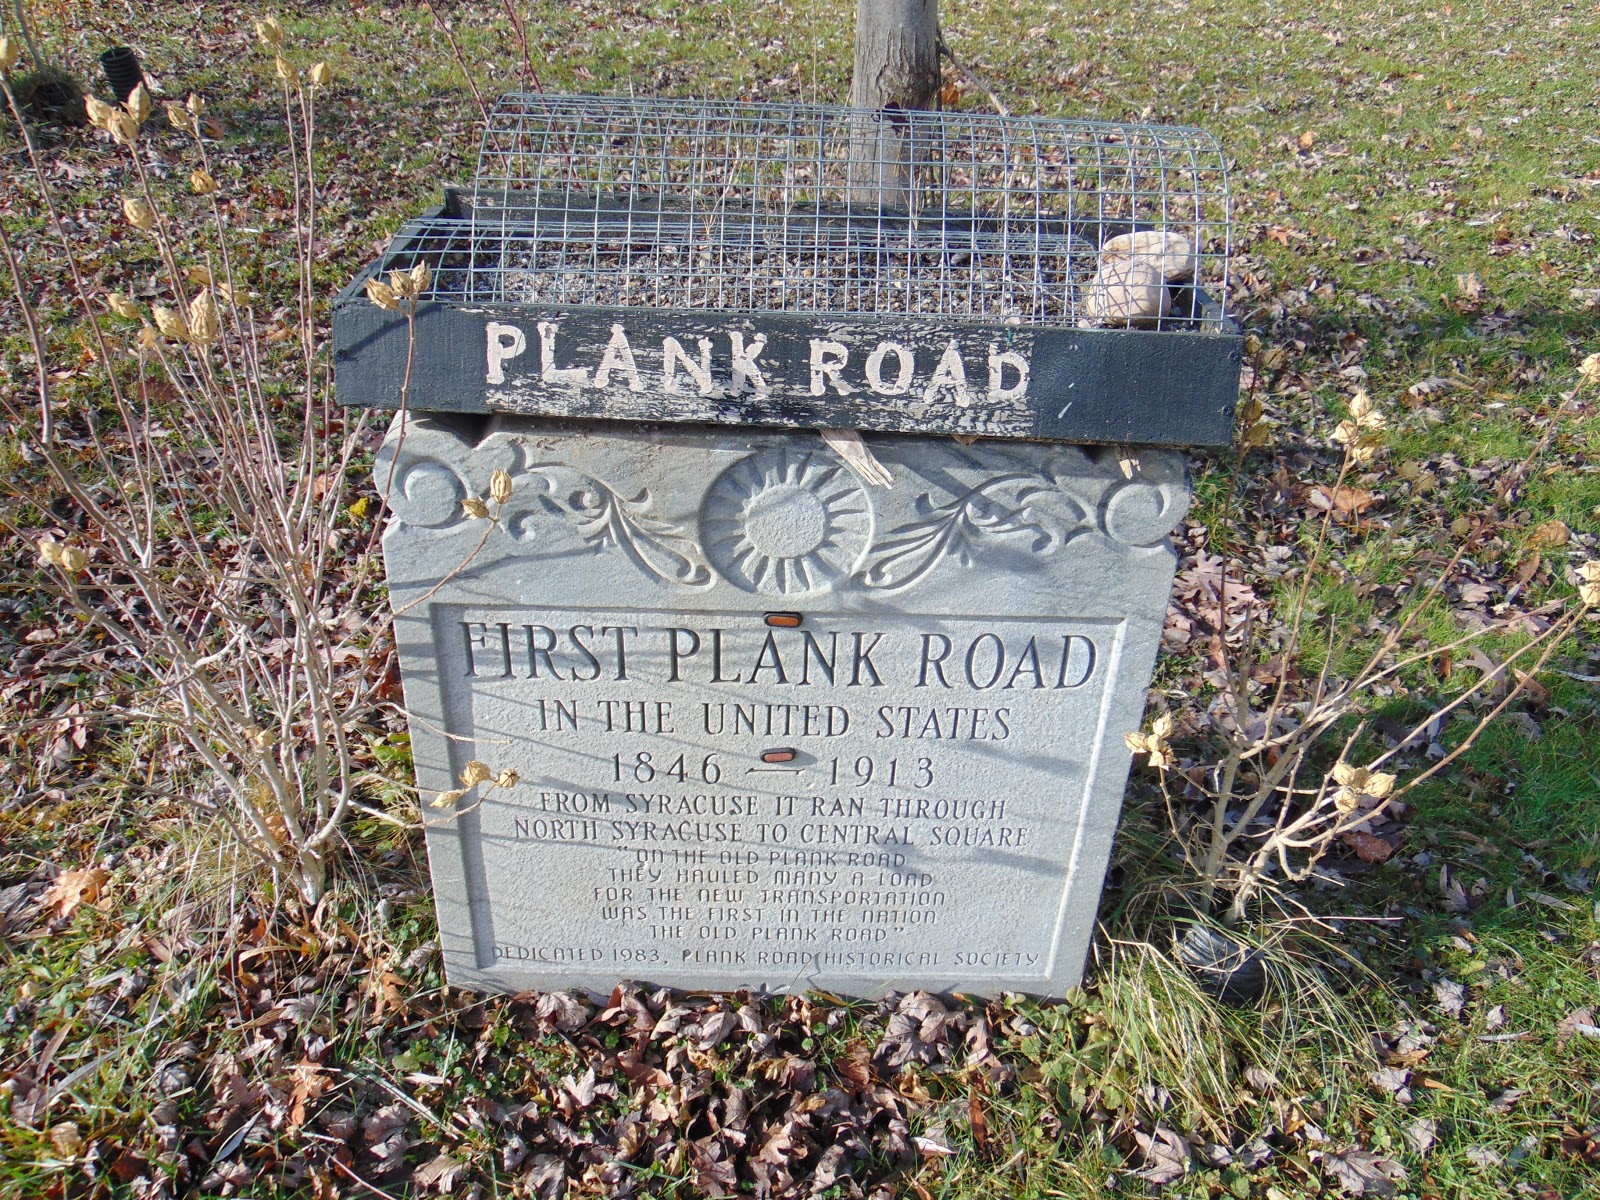 PLANK ROAD
FIRST PLANK ROAD
IN THE UNITED STATES
1846 — 1913
FROM SYRACUSE IT RAN THROUGH
NORTH SYRACUSE TO CENTRAL SQUARE
"ON THE OLD PLANK ROAD
THEY HAULED MANY A LOAD
FOR THE NEW TRANSPORTATION
WAS THE FIRST IN THE NATION
THE OLD PLANK ROAD"
DEDICATED 1983, PLANK ROAD HISTORICAL SOCIETY